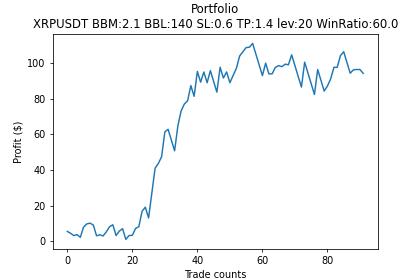 Portfolio
XRPUSDT BBM:2.1 BBL:140 SL:0.6 TP:1.4 lev:20 WinRatio:60.0
100
80
60
40
20
0
Profit ($)
0 20 40 60 80
Trade counts